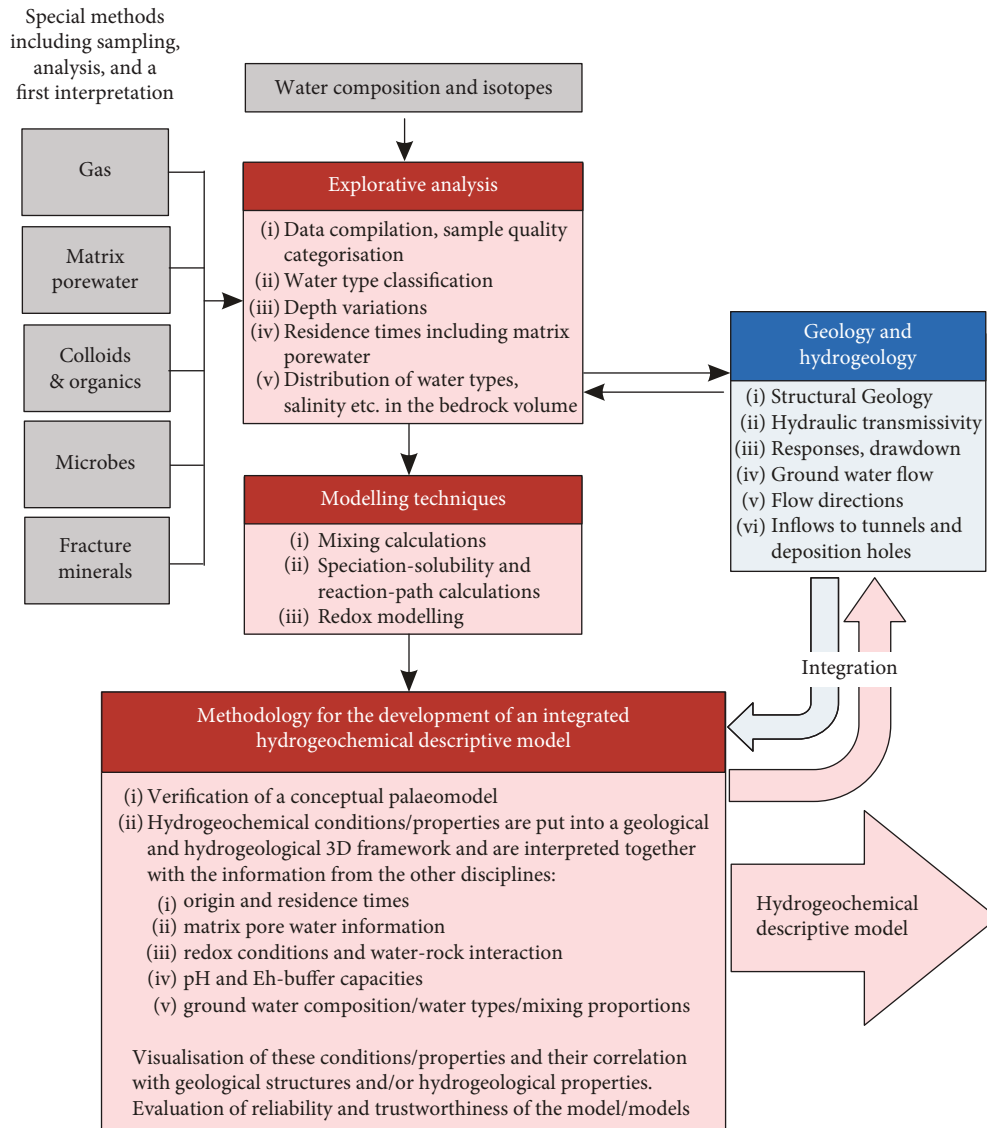 Special methods
including sampling,
analysis, and a
first interpretation
Gas
Matrix
porewater
Colloids
& organics
Microbes
Fracture
minerals
Water composition and isotopes
Explorative analysis
(i) Data compilation, sample quality
categorisation
(ii) Water type classification
(iii) Depth variations
(iv) Residence times including matrix
porewater
(v) Distribution of water types,
salinity etc. in the bedrock volume
Modelling techniques
(i) Mixing calculations
(ii) Speciation-solubility and
reaction-path calculations
(iii) Redox modelling
Geology and
hydrogeology
(i) Structural Geology
(ii) Hydraulic transmissivity
(iii) Responses, drawdown
(iv) Ground water flow
(v) Flow directions
(vi) Inflows to tunnels and
deposition holes
Integration
Methodology for the development of an integrated
hydrogeochemical descriptive model
(i) Verification of a conceptual palaeomodel
(ii) Hydrogeochemical conditions/properties are put into a geological
and hydrogeological 3D framework and are interpreted together
with the information from the other disciplines:
(i) origin and residence times
(ii) matrix pore water information
(iii) redox conditions and water-rock interaction
(iv) pH and Eh-buffer capacities
(v) ground water composition/water types/mixing proportions
Visualisation of these conditions/properties and their correlation
with geological structures and/or hydrogeological properties.
Evaluation of reliability and trustworthiness of the model/models
Hydrogeochemical
descriptive model